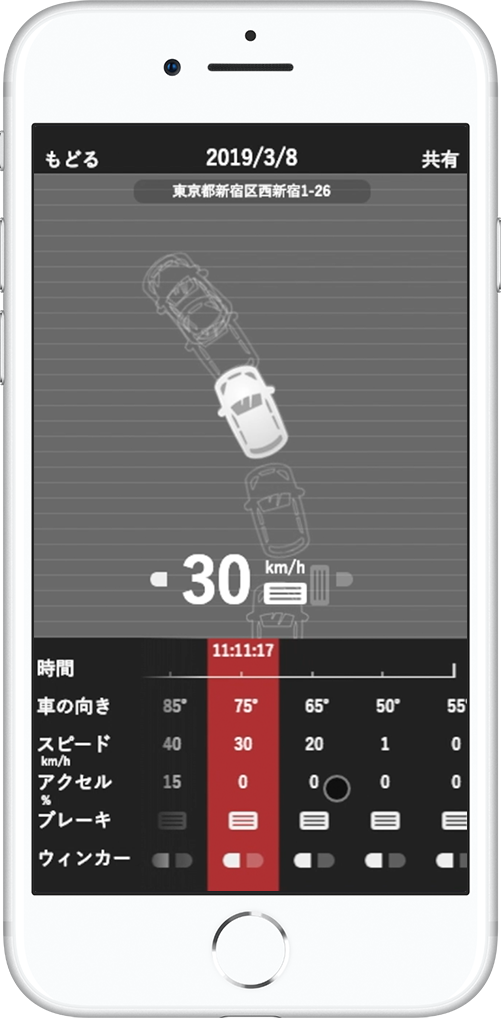 もどる 2019/3/8 共有
東京都新宿区西新宿1-26
30 km/h
11:11:17
時間
車の向き 85° 75° 65° 50° 55°
スピード 40 30 20 1 0
km/h
アクセル 15 0 0 0 0
%
ブレーキ
ウィンカー